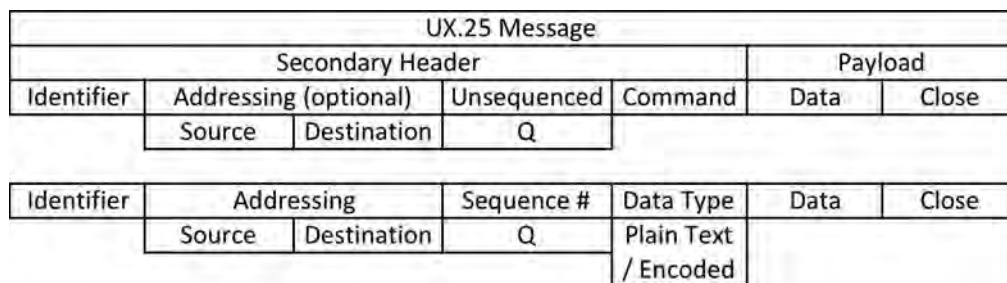 UX.25 Message
Secondary Header Payload
Identifier Addressing (optional) Unsequenced Command Data Close
Source Destination Q
Identifier Addressing Sequence # Data Type Data Close
Source Destination Q Plain Text
/ Encoded